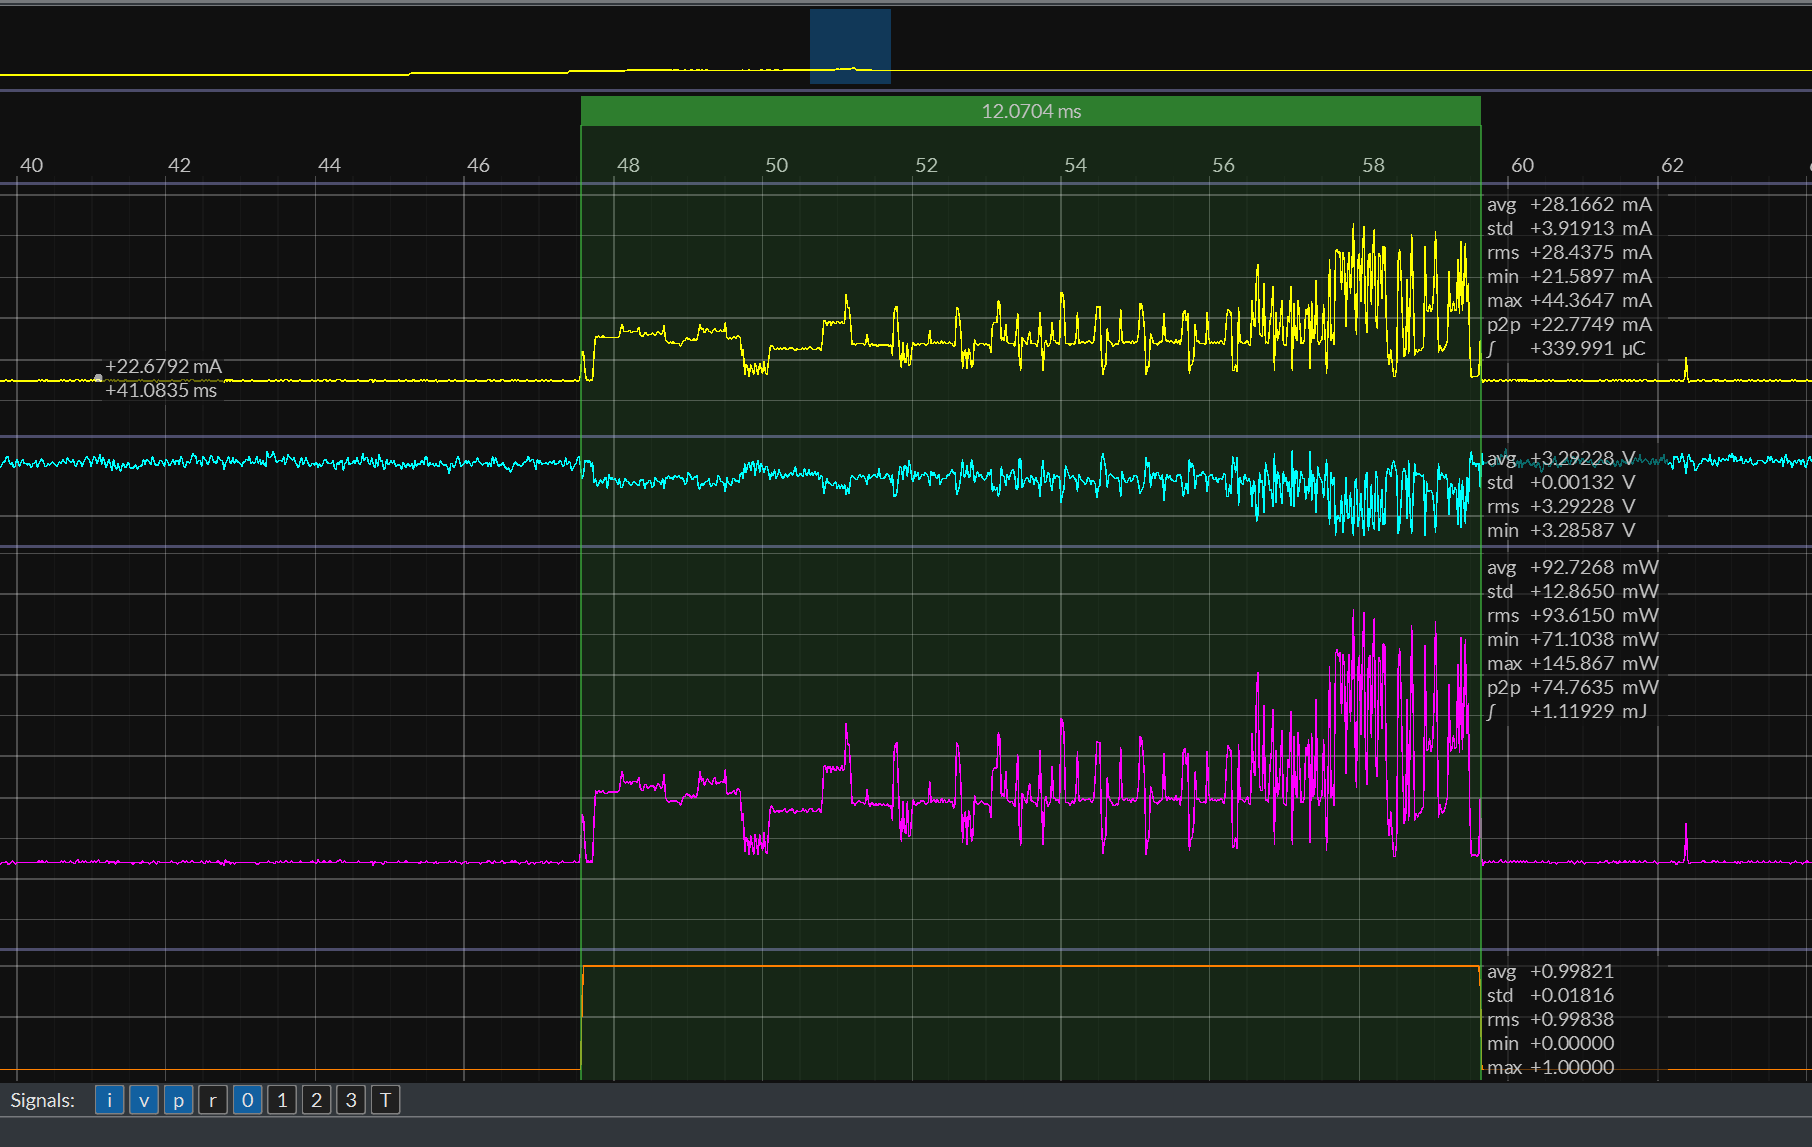 12.0704 ms
40 42 44 46 48 50 52 54 56 58 60 62
avg +28.1662 mA
std +3.91913 mA
rms +28.4375 mA
min +21.5897 mA
max +44.3647 mA
p2p +22.7749 mA
∫ +339.991 µC
+22.6792 mA
+41.0835 ms
avg +3.29228 V
std +0.00132 V
rms +3.29228 V
min +3.28587 V
avg +92.7268 mW
std +12.8650 mW
rms +93.6150 mW
min +71.1038 mW
max +145.867 mW
p2p +74.7635 mW
∫ +1.11929 mJ
avg +0.99821
std +0.01816
rms +0.99838
min +0.00000
max +1.00000
Signals: i v p r 0 1 2 3 T